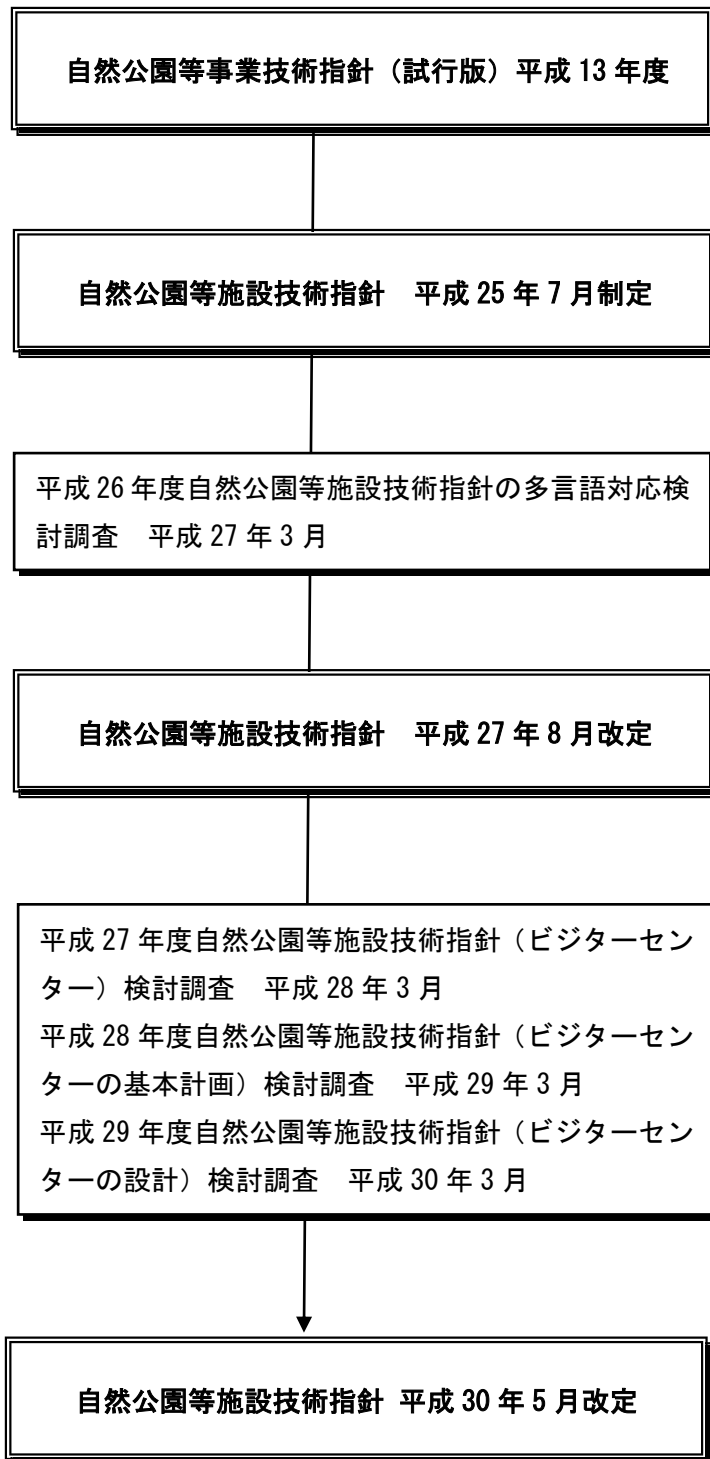 自然公園等事業技術指針（試行版）平成 13 年度
自然公園等施設技術指針　平成 25 年 7 月制定
平成 26 年度自然公園等施設技術指針の多言語対応検
討調査　平成 27 年 3 月
自然公園等施設技術指針　平成 27 年 8 月改定
平成 27 年度自然公園等施設技術指針（ビジターセン
ター）検討調査　平成 28 年 3 月
平成 28 年度自然公園等施設技術指針（ビジターセン
ターの基本計画）検討調査　平成 29 年 3 月
平成 29 年度自然公園等施設技術指針（ビジターセン
ターの設計）検討調査　平成 30 年 3 月
自然公園等施設技術指針 平成 30 年 5 月改定